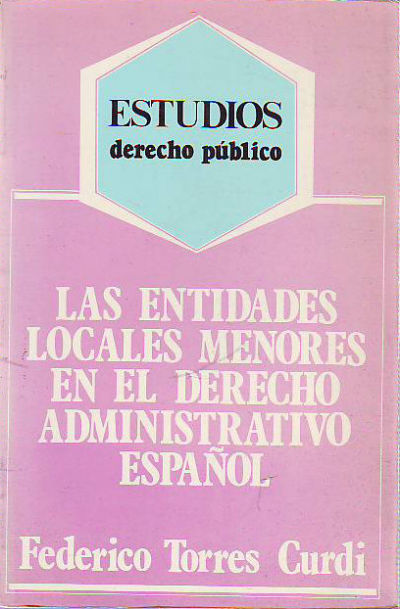 ESTUDIOS
derecho público
LAS ENTIDADES
LOCALES MENORES
EN EL DERECHO
ADMINISTRATIVO
ESPAÑOL
Federico Torres Curdi